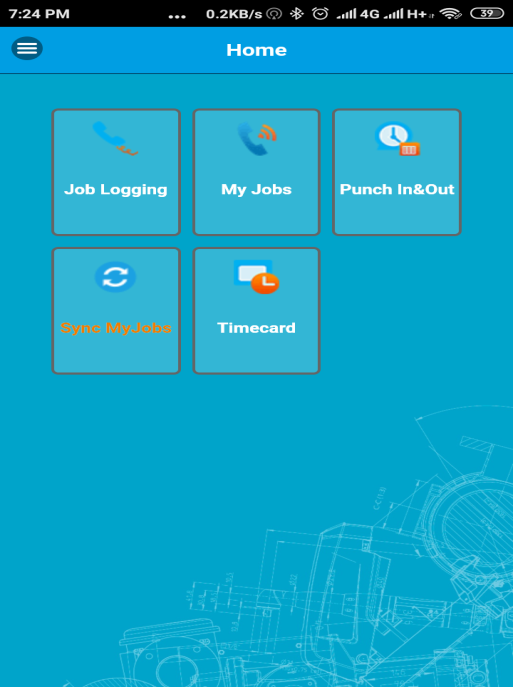 7:24 PM ... 0.2KB/s 4G H+ 39
Home
Job Logging
My Jobs
Punch In&Out
Sync MyJobs
Timecard